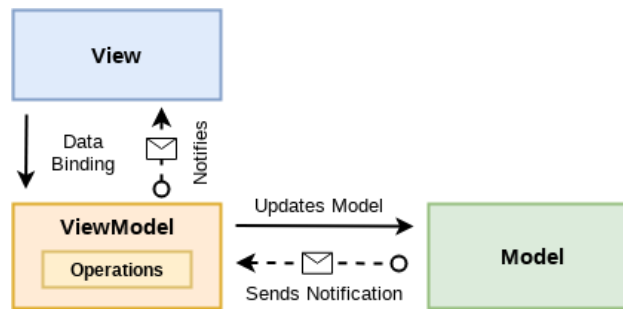 View
Data
Binding
Notifies
ViewModel
Operations
Updates Model
Sends Notification
Model